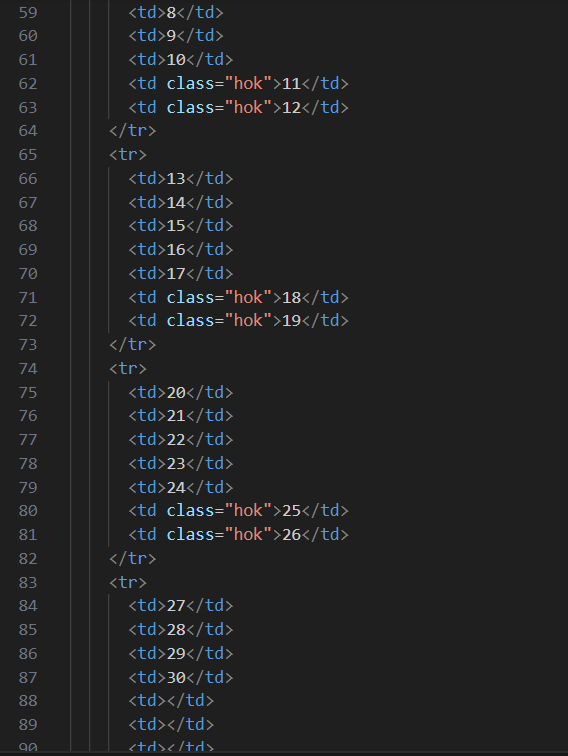 59 <td>8</td>
60 <td>9</td>
61 <td>10</td>
62 <td class="hok">11</td>
63 <td class="hok">12</td>
64 </tr>
65 <tr>
66 <td>13</td>
67 <td>14</td>
68 <td>15</td>
69 <td>16</td>
70 <td>17</td>
71 <td class="hok">18</td>
72 <td class="hok">19</td>
73 </tr>
74 <tr>
75 <td>20</td>
76 <td>21</td>
77 <td>22</td>
78 <td>23</td>
79 <td>24</td>
80 <td class="hok">25</td>
81 <td class="hok">26</td>
82 </tr>
83 <tr>
84 <td>27</td>
85 <td>28</td>
86 <td>29</td>
87 <td>30</td>
88 <td></td>
89 <td></td>
90 <td></td>